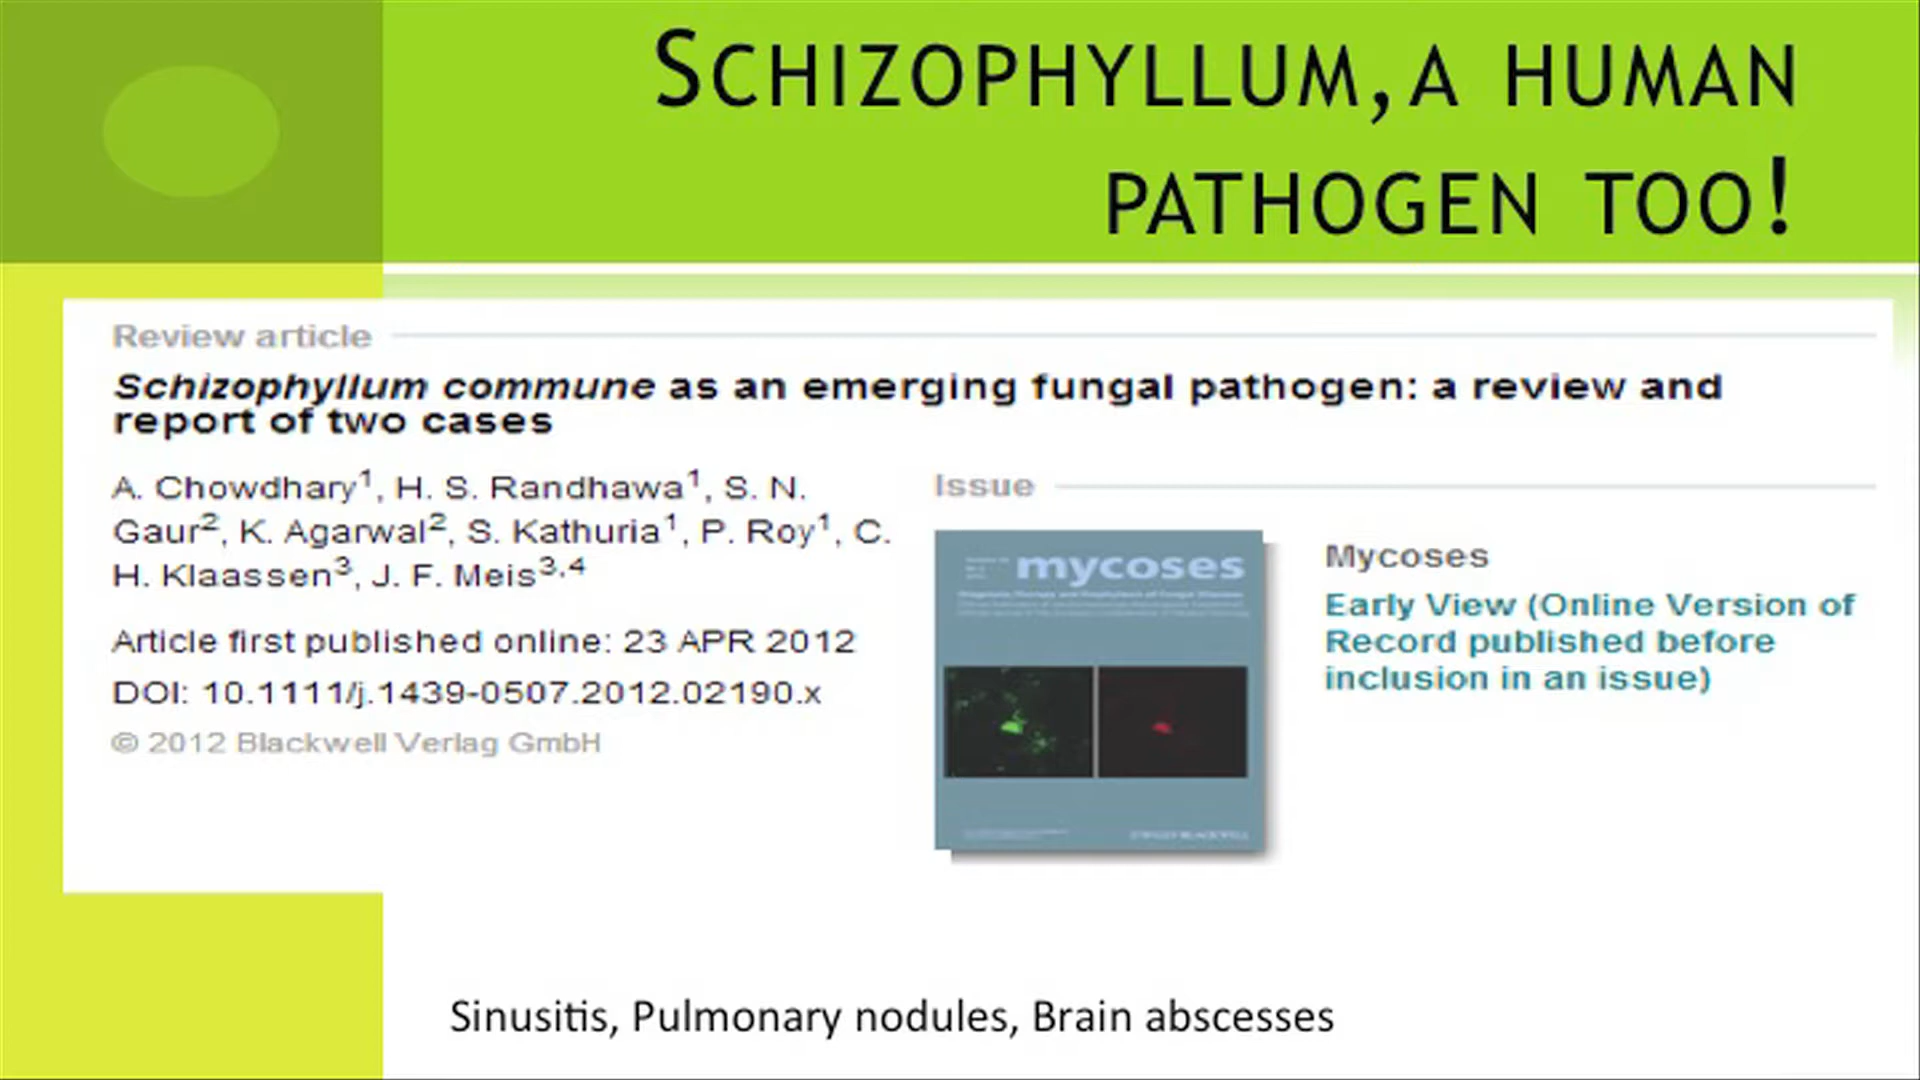 SCHIZOPHYLLUM, A HUMAN
PATHOGEN TOO!
Review article
Schizophyllum commune as an emerging fungal pathogen: a review and
report of two cases
A. Chowdhary1, H. S. Randhawa1, S. N.
Gaur2, K. Agarwal2, S. Kathuria1, P. Roy1, C.
H. Klaassen3, J. F. Meis3,4
Article first published online: 23 APR 2012
DOI: 10.1111/j.1439-0507.2012.02190.x
© 2012 Blackwell Verlag GmbH
Issue
mycoses
Mycoses
Early View (Online Version of
Record published before
inclusion in an issue)
Sinusitis, Pulmonary nodules, Brain abscesses